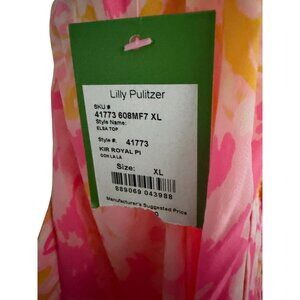 Lilly Pulitzer
SKU #
41773 608MF7 XL
Style Name:
ELSA TOP
Style #: 41773
KIR ROYAL PI
OOH LA LA
Size: XL
889069 043988
Manufacturer's Suggested Price